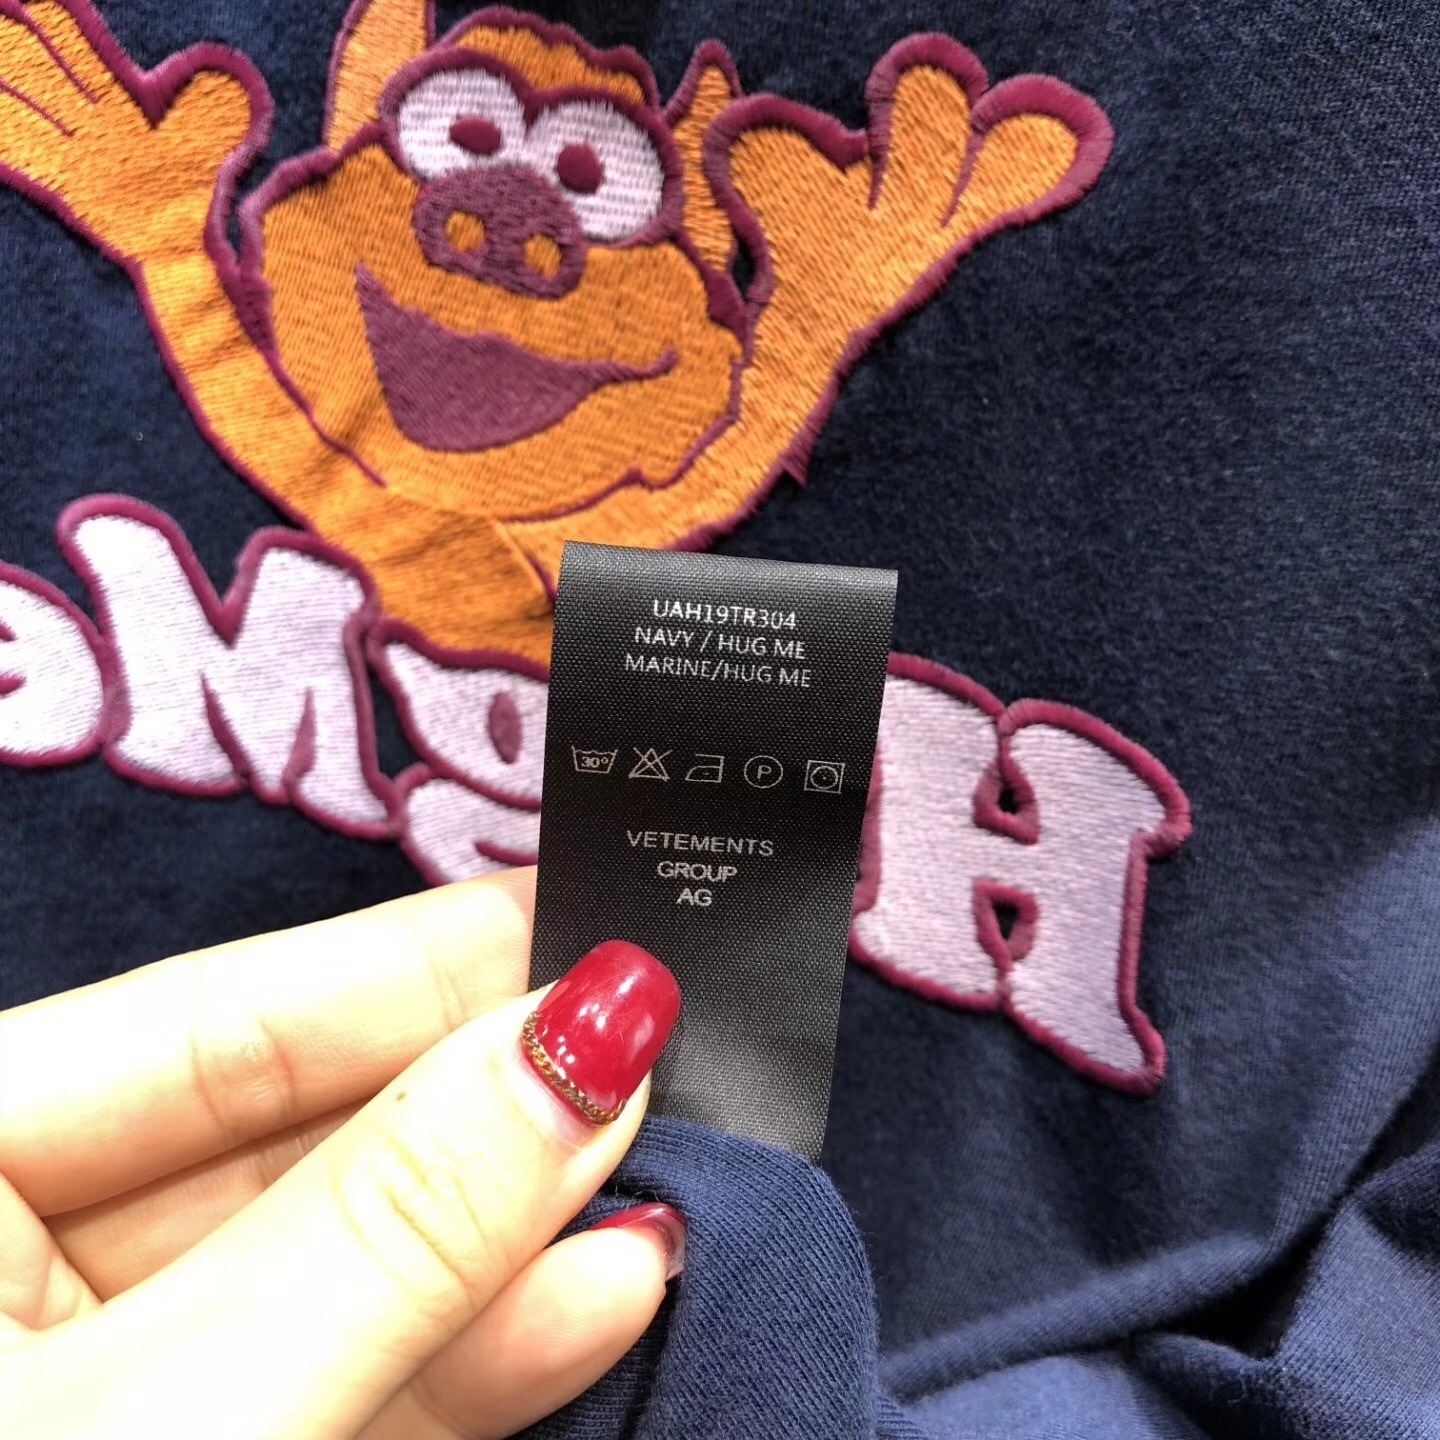 UAH19TR304
NAVY / HUG ME
MARINE/HUG ME
30°
P
VETEMENTS
GROUP
AG